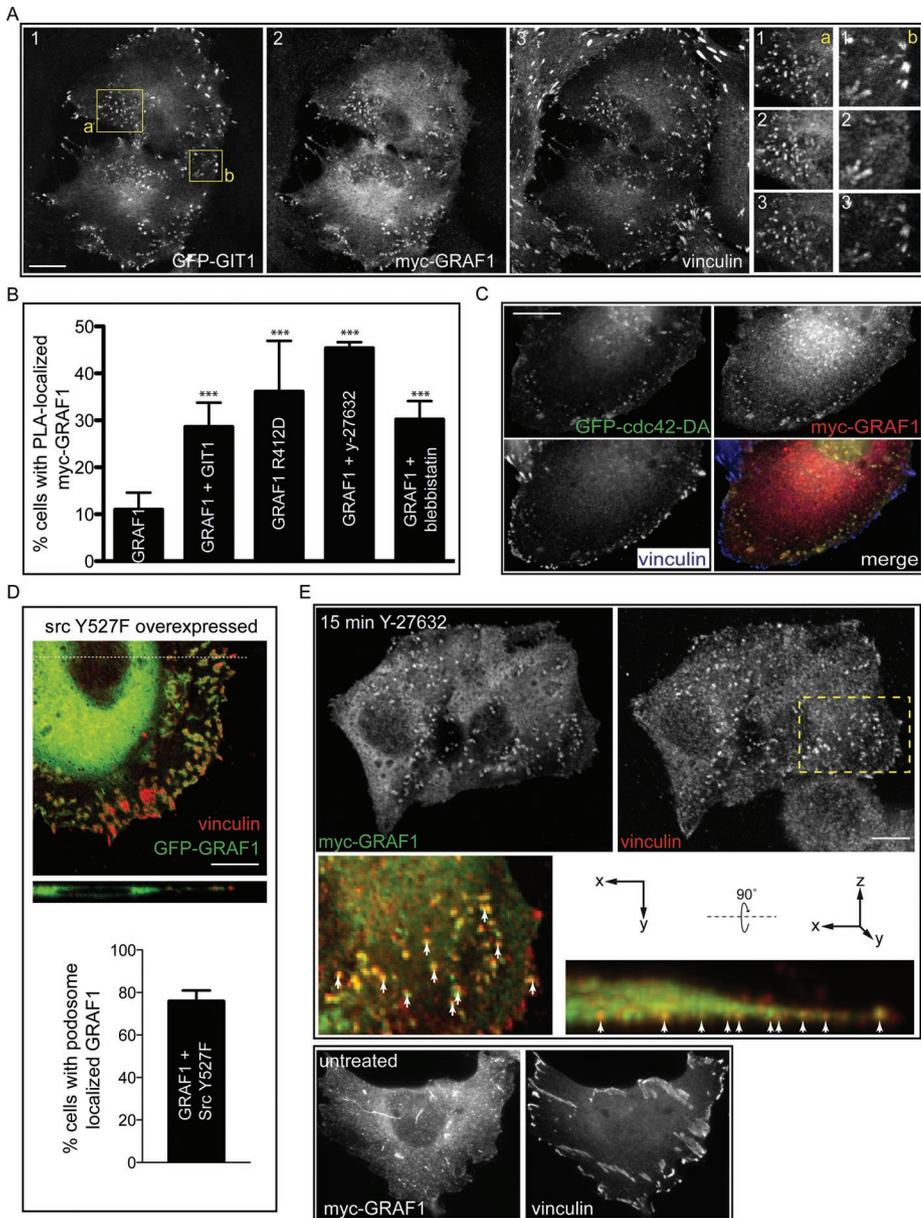 A
1
2
3
a
b
GFP-GIT1
myc-GRAF1
vinculin
1
a
1
b
2
2
3
3
B
% cells with PLA-localized
myc-GRAF1
50
40
30
20
10
0
GRAF1
***
GRAF1 + GIT1
***
GRAF1 R412D
***
GRAF1 + y-27632
***
GRAF1 +
blebbistatin
C
GFP-cdc42-DA
myc-GRAF1
vinculin
merge
D
src Y527F overexpressed
vinculin
GFP-GRAF1
% cells with podosome
localized GRAF1
100
80
60
40
20
0
GRAF1 +
Src Y527F
E
15 min Y-27632
myc-GRAF1
vinculin
x
y
90°
z
x
y
untreated
myc-GRAF1
vinculin